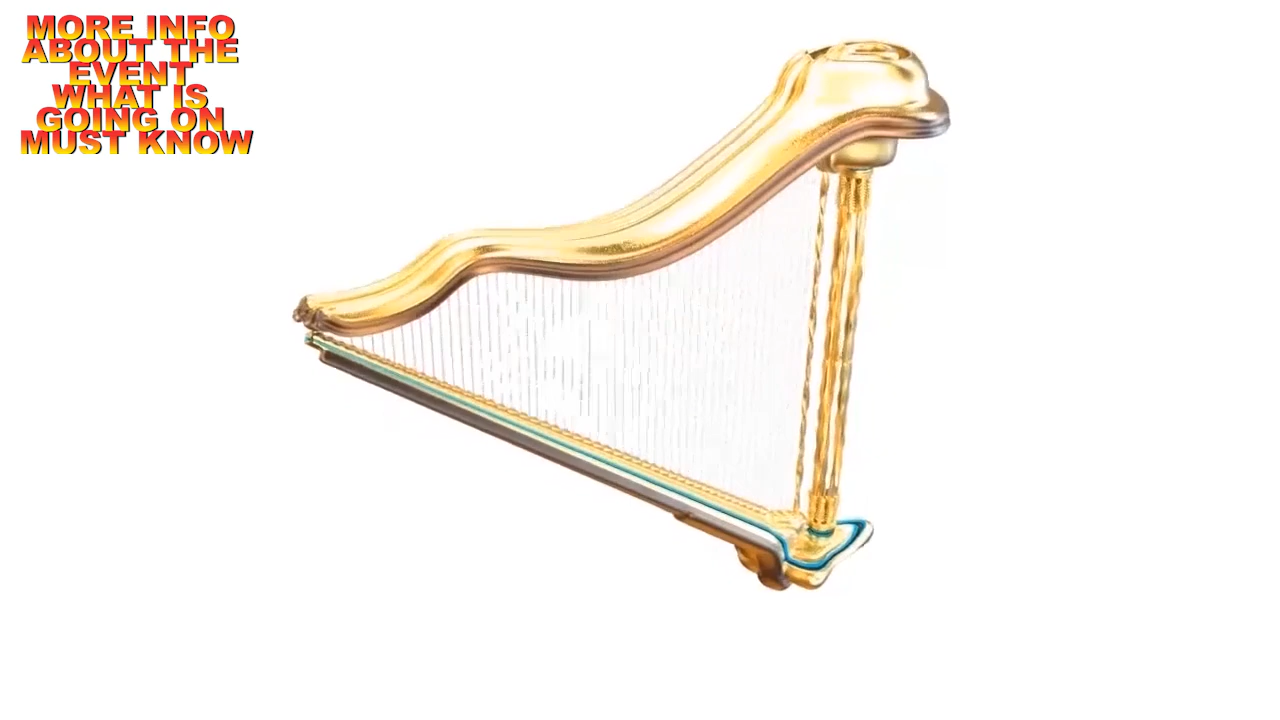 MORE INFO
ABOUT THE
EVENT
WHAT IS
GOING ON
MUST KNOW